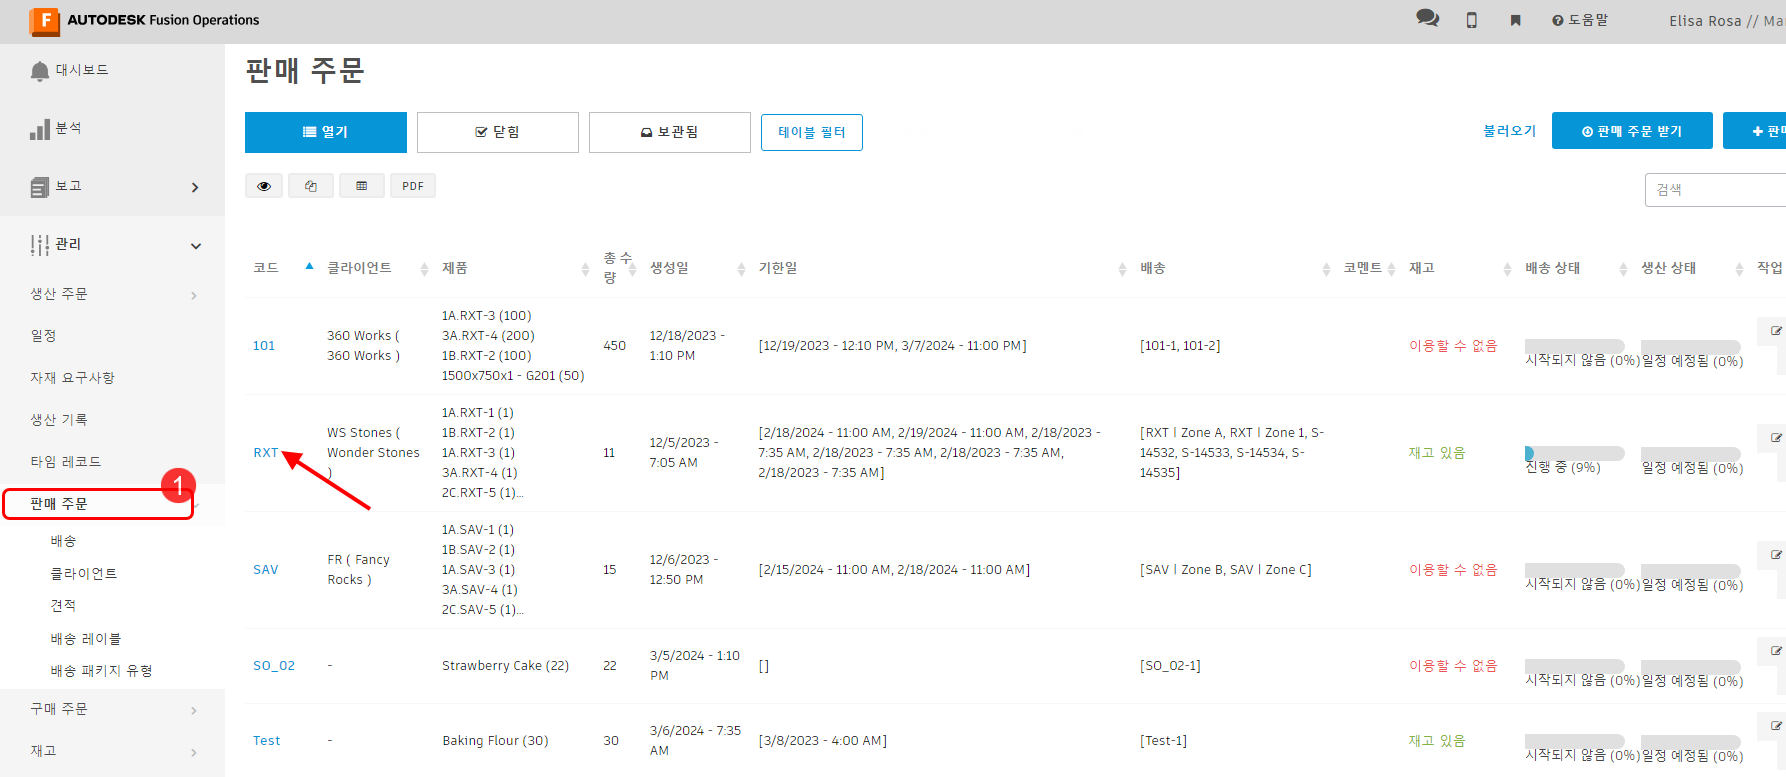 F AUTODESK Fusion Operations
도움말
Elisa Rosa // Ma
대시보드
분석
보고
관리
생산 주문
일정
자재 요구사항
생산 기록
타임 레코드
판매 주문
1
배송
클라이언트
견적
배송 레이블
배송 패키지 유형
구매 주문
재고
판매 주문
열기
닫힘
보관됨
테이블 필터
불러오기
판매 주문 받기
판매
PDF
검색
코드
클라이언트
제품
총 수
량
생성일
기한일
배송
코멘트
재고
배송 상태
생산 상태
작업
101
360 Works (
360 Works )
1A.RXT-3 (100)
3A.RXT-4 (200)
1B.RXT-2 (100)
1500x750x1 - G201 (50)
450
12/18/2023 -
1:10 PM
[12/19/2023 - 12:10 PM, 3/7/2024 - 11:00 PM]
[101-1, 101-2]
이용할 수 없음
시작되지 않음 (0%)
일정 예정됨 (0%)
RXT
WS Stones (
Wonder Stones
)
1A.RXT-1 (1)
1B.RXT-2 (1)
1A.RXT-3 (1)
3A.RXT-4 (1)
2C.RXT-5 (1)...
11
12/5/2023 -
7:05 AM
[2/18/2024 - 11:00 AM, 2/19/2024 - 11:00 AM, 2/18/2023 -
7:35 AM, 2/18/2023 - 7:35 AM, 2/18/2023 - 7:35 AM,
2/18/2023 - 7:35 AM]
[RXT | Zone A, RXT | Zone 1, S-
14532, S-14533, S-14534, S-
14535]
재고 있음
진행 중 (9%)
일정 예정됨 (0%)
SAV
FR ( Fancy
Rocks )
1A.SAV-1 (1)
1B.SAV-2 (1)
1A.SAV-3 (1)
3A.SAV-4 (1)
2C.SAV-5 (1)...
15
12/6/2023 -
12:50 PM
[2/15/2024 - 11:00 AM, 2/18/2024 - 11:00 AM]
[SAV | Zone B, SAV | Zone C]
이용할 수 없음
시작되지 않음 (0%)
일정 예정됨 (0%)
SO_02
-
Strawberry Cake (22)
22
3/5/2024 - 1:10
PM
[]
[SO_02-1]
이용할 수 없음
시작되지 않음 (0%)
일정 예정됨 (0%)
Test
-
Baking Flour (30)
30
3/6/2024 - 7:35
AM
[3/8/2023 - 4:00 AM]
[Test-1]
재고 있음
시작되지 않음 (0%)
일정 예정됨 (0%)